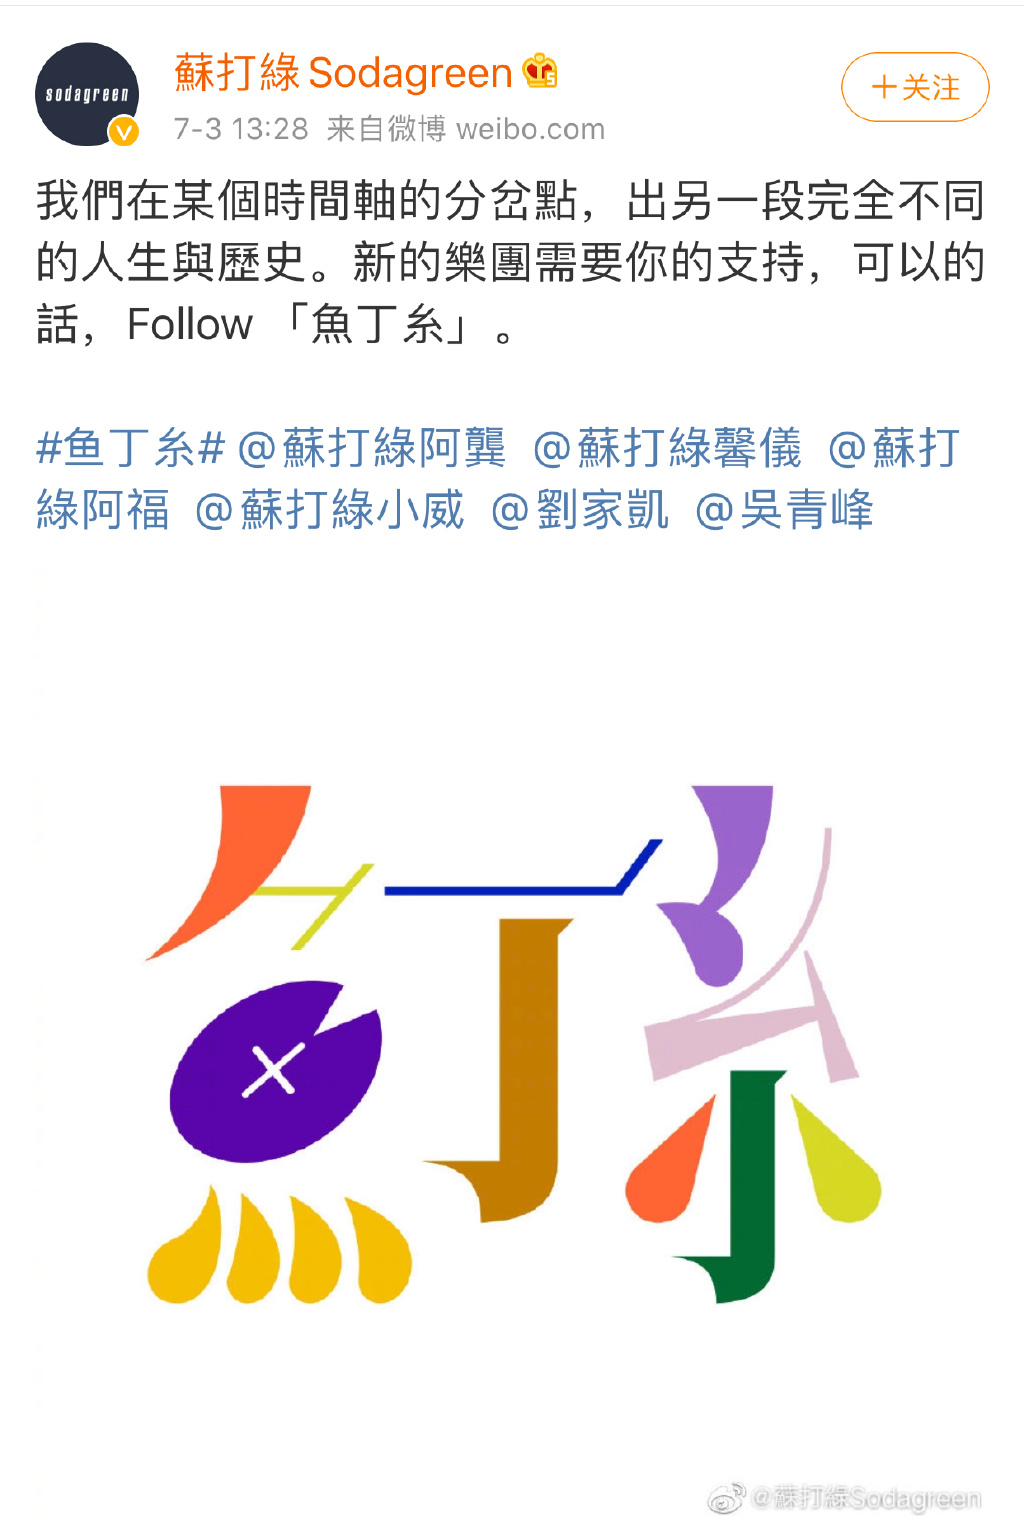 sodagreen
蘇打綠 Sodagreen
7-3 13:28 来自微博 weibo.com
+关注
我們在某個時間軸的分岔點，出另一段完全不同
的人生與歷史。新的樂團需要你的支持，可以的
話，Follow 「魚丁糸」。
#鱼丁糸# @蘇打綠阿龔 @蘇打綠馨儀 @蘇打
綠阿福 @蘇打綠小威 @劉家凱 @吳青峰
魚丁糸
@蘇打綠Sodagreen